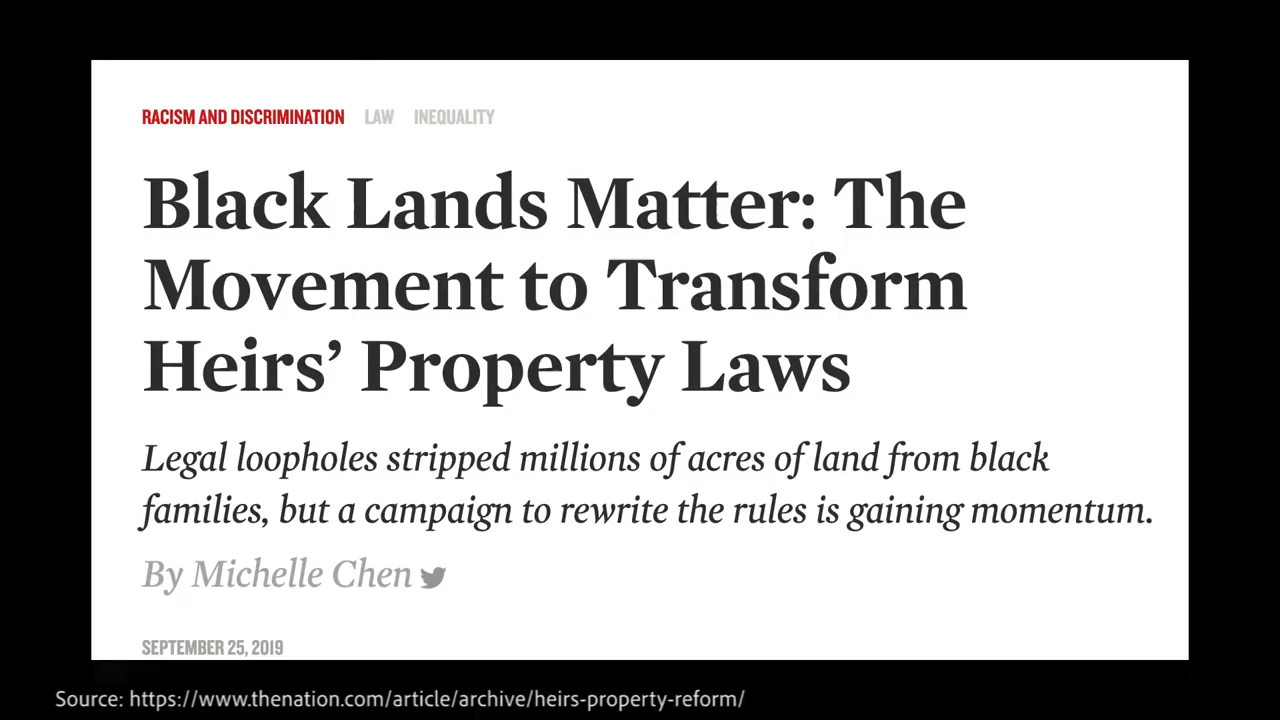 RACISM AND DISCRIMINATION LAW INEQUALITY
Black Lands Matter: The
Movement to Transform
Heirs’ Property Laws
Legal loopholes stripped millions of acres of land from black
families, but a campaign to rewrite the rules is gaining momentum.
By Michelle Chen
SEPTEMBER 25, 2019
Source: https://www.thenation.com/article/archive/heirs-property-reform/